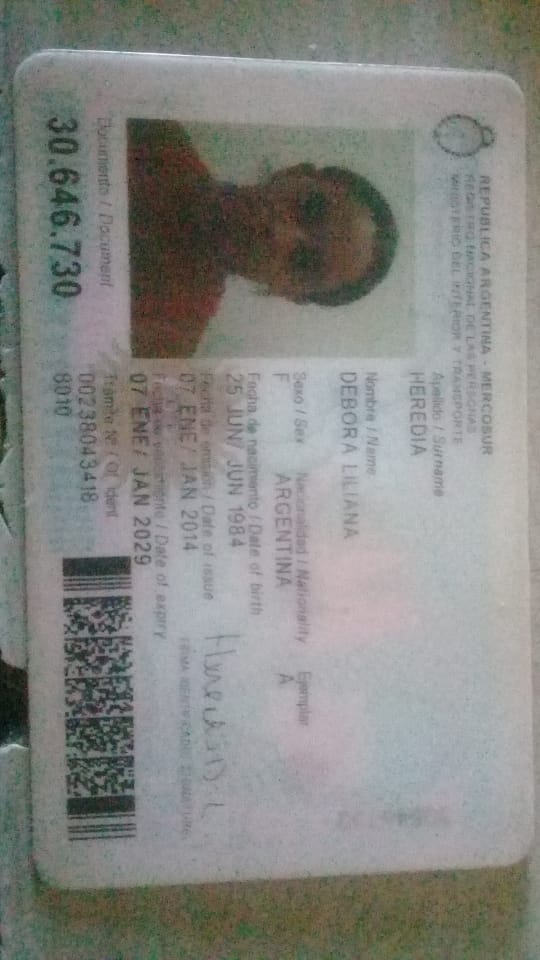 REPUBLICA ARGENTINA - MERCOSUR
REGISTRO NACIONAL DE LAS PERSONAS
MINISTERIO DEL INTERIOR Y TRANSPORTE
Apellido / Surname
HEREDIA
Nombre / Name
DEBORA LILIANA
Sexo / Sex Nacionalidad / Nationality Ejemplar
F ARGENTINA A
Fecha de nacimiento / Date of birth
25 JUN/ JUN 1984
Fecha de emisión / Date of issue
07 ENE/ JAN 2014
Fecha de vencimiento / Date of expiry
07 ENE/ JAN 2029
FIRMA IDENTIFICADO / SIGNATURE
Documento / Document
30.646.730
Trámite N° / Of. Ident
00238043418